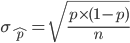 σ_p̂ = √(p×(1−p)/n)